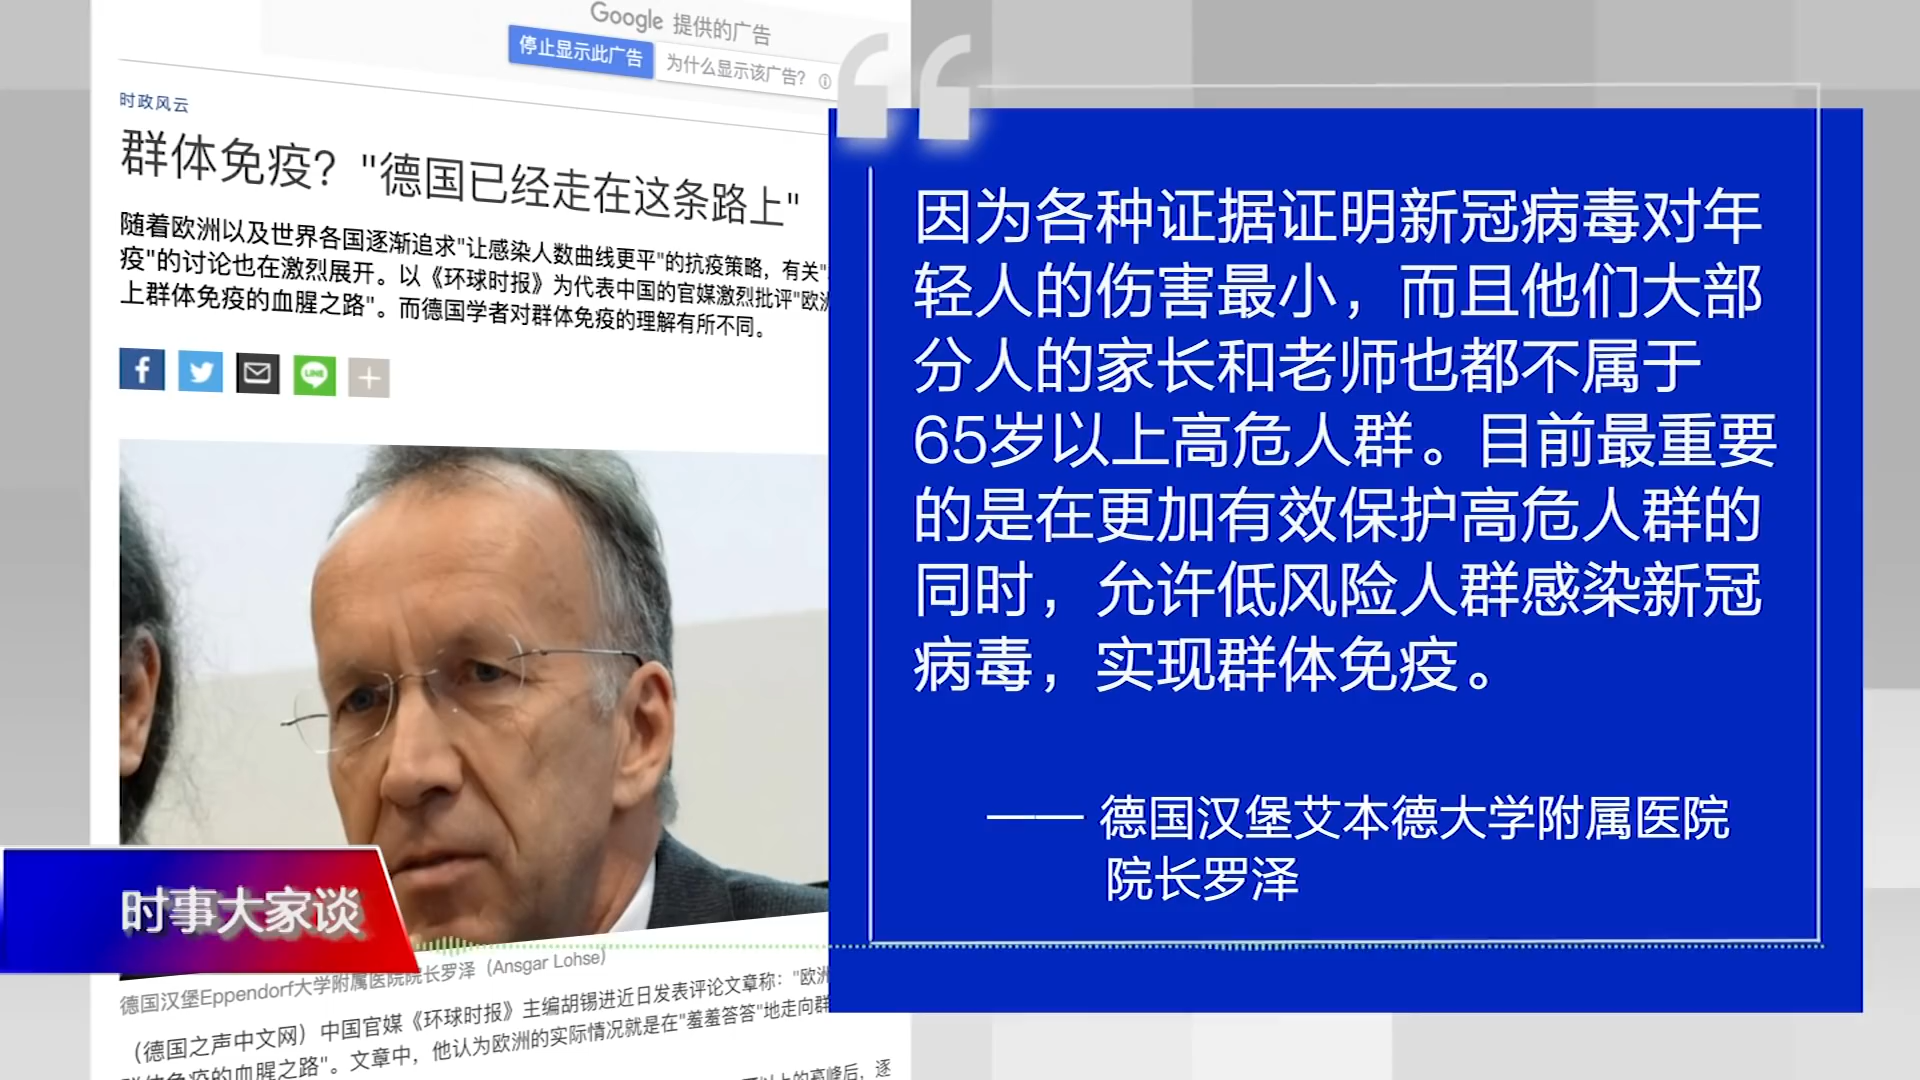 Google 提供的广告
停止显示此广告
为什么显示该广告?
时政风云
群体免疫？"德国已经走在这条路上"
随着欧洲以及世界各国逐渐追求"让感染人数曲线更平"的抗疫策略，有关"
疫"的讨论也在激烈展开。以《环球时报》为代表中国的官媒激烈批评"欧洲
上群体免疫的血腥之路"。而德国学者对群体免疫的理解有所不同。
LINE
因为各种证据证明新冠病毒对年
轻人的伤害最小，而且他们大部
分人的家长和老师也都不属于
65岁以上高危人群。目前最重要
的是在更加有效保护高危人群的
同时，允许低风险人群感染新冠
病毒，实现群体免疫。
—— 德国汉堡艾本德大学附属医院
院长罗泽
时事大家谈
德国汉堡Eppendorf大学附属医院院长罗泽（Ansgar Lohse）
（德国之声中文网）中国官媒《环球时报》主编胡锡进近日发表评论文章称："欧洲
群体免疫的血腥之路"。文章中，他认为欧洲的实际情况就是在"羞羞答答"地走向群
以上的高峰后，逐